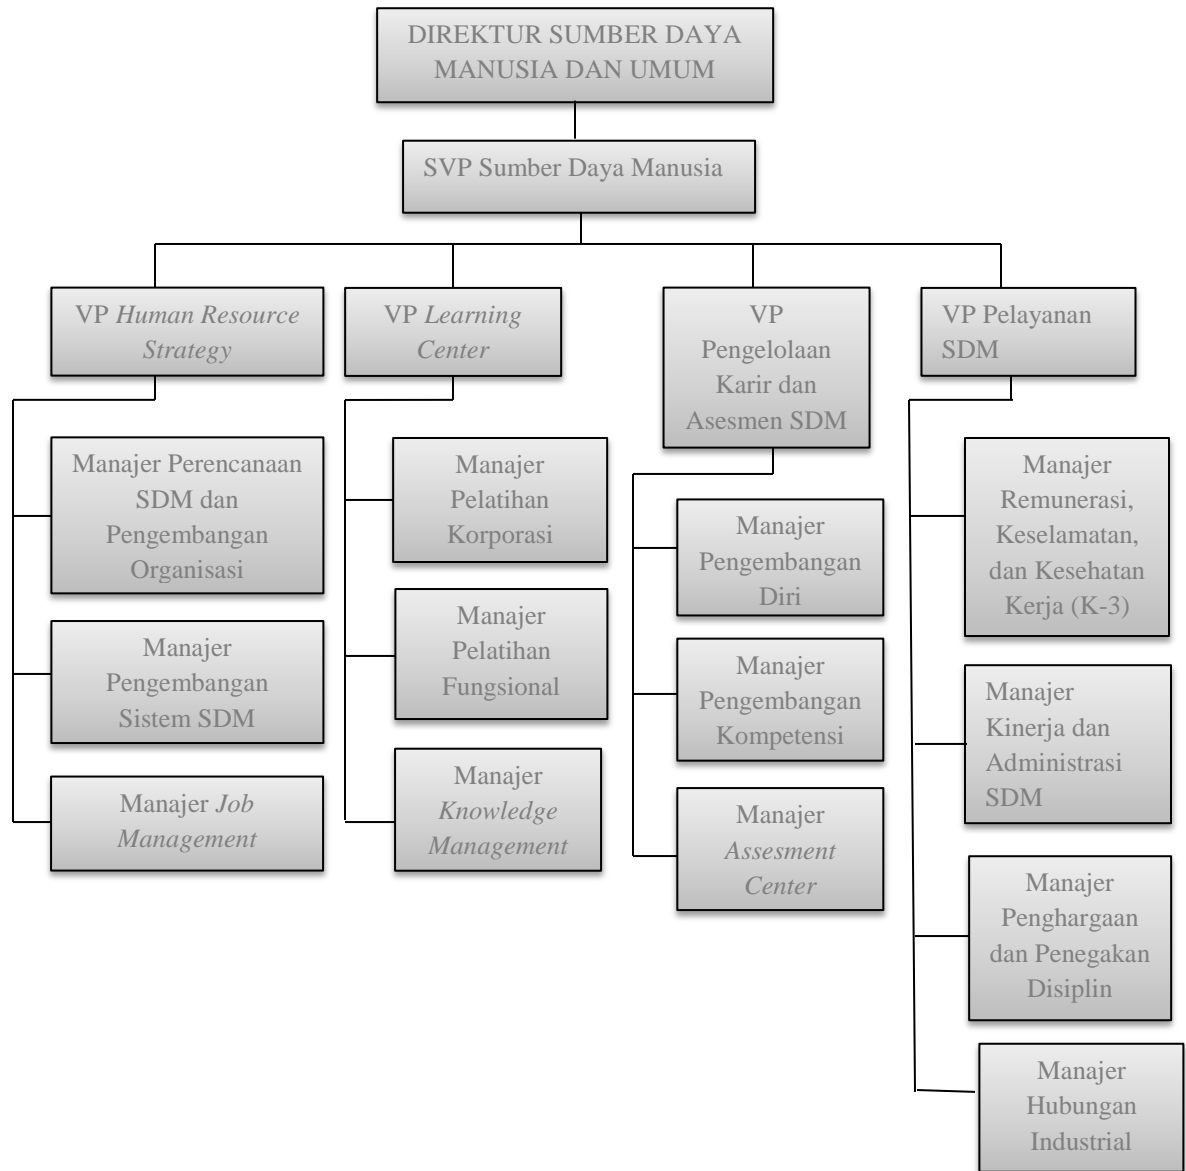 DIREKTUR SUMBER DAYA
MANUSIA DAN UMUM
SVP Sumber Daya Manusia
VP Human Resource
Strategy
VP Learning
Center
VP
Pengelolaan
Karir dan
Asesmen SDM
VP Pelayanan
SDM
Manajer Perencanaan
SDM dan
Pengembangan
Organisasi
Manajer
Pengembangan
Sistem SDM
Manajer Job
Management
Manajer
Pelatihan
Korporasi
Manajer
Pelatihan
Fungsional
Manajer
Knowledge
Management
Manajer
Pengembangan
Diri
Manajer
Pengembangan
Kompetensi
Manajer
Assesment
Center
Manajer
Remunerasi,
Keselamatan,
dan Kesehatan
Kerja (K-3)
Manajer
Kinerja dan
Administrasi
SDM
Manajer
Penghargaan
dan Penegakan
Disiplin
Manajer
Hubungan
Industrial